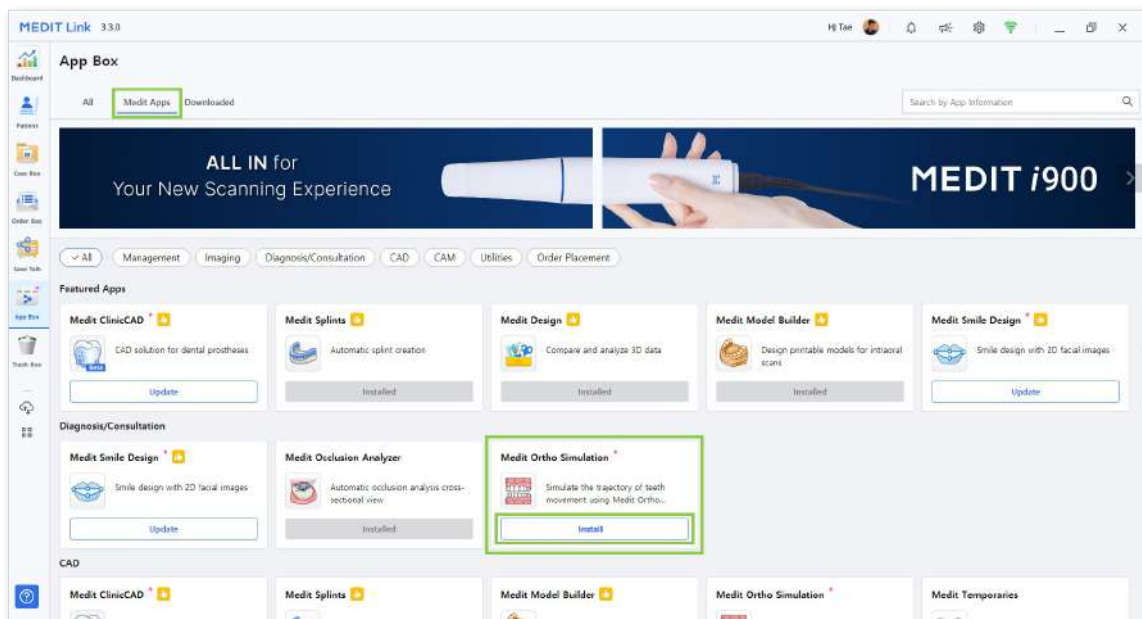 MEDIT Link 3.3.0
Hi Tae
Dashboard
App Box
All Medit Apps Downloaded
Search by App Information
Patient
Case Box
Order Box
Case Talk
App Box
Trash Box
ALL IN for
Your New Scanning Experience
MEDIT i900
All Management Imaging Diagnosis/Consultation CAD CAM Utilities Order Placement
Featured Apps
Medit ClinicCAD
CAD solution for dental prostheses
Beta
Update
Medit Splints
Automatic splint creation
Installed
Medit Design
Compare and analyze 3D data
Installed
Medit Model Builder
Design printable models for intraoral
scans
Installed
Medit Smile Design
Smile design with 2D facial images
Update
Diagnosis/Consultation
Medit Smile Design
Smile design with 2D facial images
Update
Medit Occlusion Analyzer
Automatic occlusion analysis cross-
sectional view
Installed
Medit Ortho Simulation
Simulate the trajectory of teeth
movement using Medit Ortho...
Install
CAD
Medit ClinicCAD
Medit Splints
Medit Model Builder
Medit Ortho Simulation
Medit Temporaries